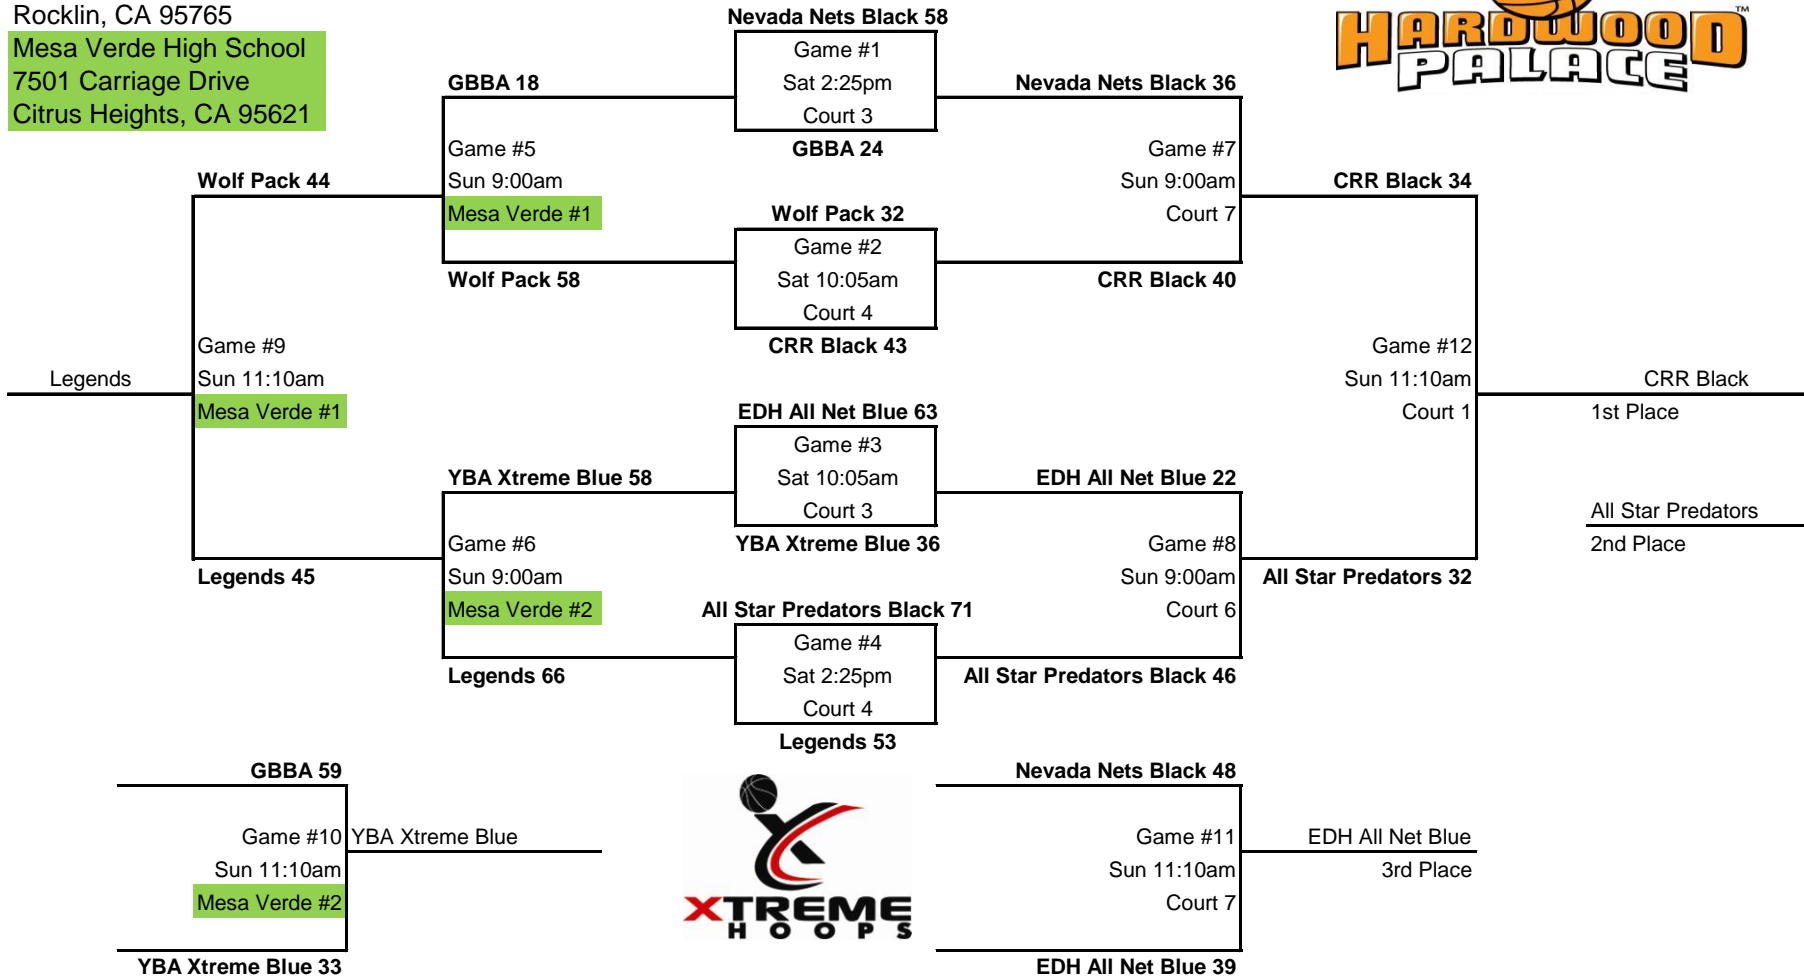 Rocklin, CA 95765
Mesa Verde High School
7501 Carriage Drive
Citrus Heights, CA 95621
HARDWOOD
PALACE
TM
Nevada Nets Black 58
Game #1
Sat 2:25pm
Court 3
GBBA 24
GBBA 18
Game #5
Sun 9:00am
Mesa Verde #1
Wolf Pack 58
Nevada Nets Black 36
Game #7
Sun 9:00am
Court 7
CRR Black 40
Wolf Pack 44
Game #9
Sun 11:10am
Mesa Verde #1
Legends 45
Legends
Wolf Pack 32
Game #2
Sat 10:05am
Court 4
CRR Black 43
CRR Black 34
Game #12
Sun 11:10am
Court 1
All Star Predators 32
CRR Black
1st Place
All Star Predators
2nd Place
EDH All Net Blue 63
Game #3
Sat 10:05am
Court 3
YBA Xtreme Blue 36
YBA Xtreme Blue 58
Game #6
Sun 9:00am
Mesa Verde #2
Legends 66
EDH All Net Blue 22
Game #8
Sun 9:00am
Court 6
All Star Predators Black 46
All Star Predators Black 71
Game #4
Sat 2:25pm
Court 4
Legends 53
GBBA 59
Game #10
Sun 11:10am
Mesa Verde #2
YBA Xtreme Blue 33
YBA Xtreme Blue
XTREME
HOOPS
Nevada Nets Black 48
Game #11
Sun 11:10am
Court 7
EDH All Net Blue 39
EDH All Net Blue
3rd Place